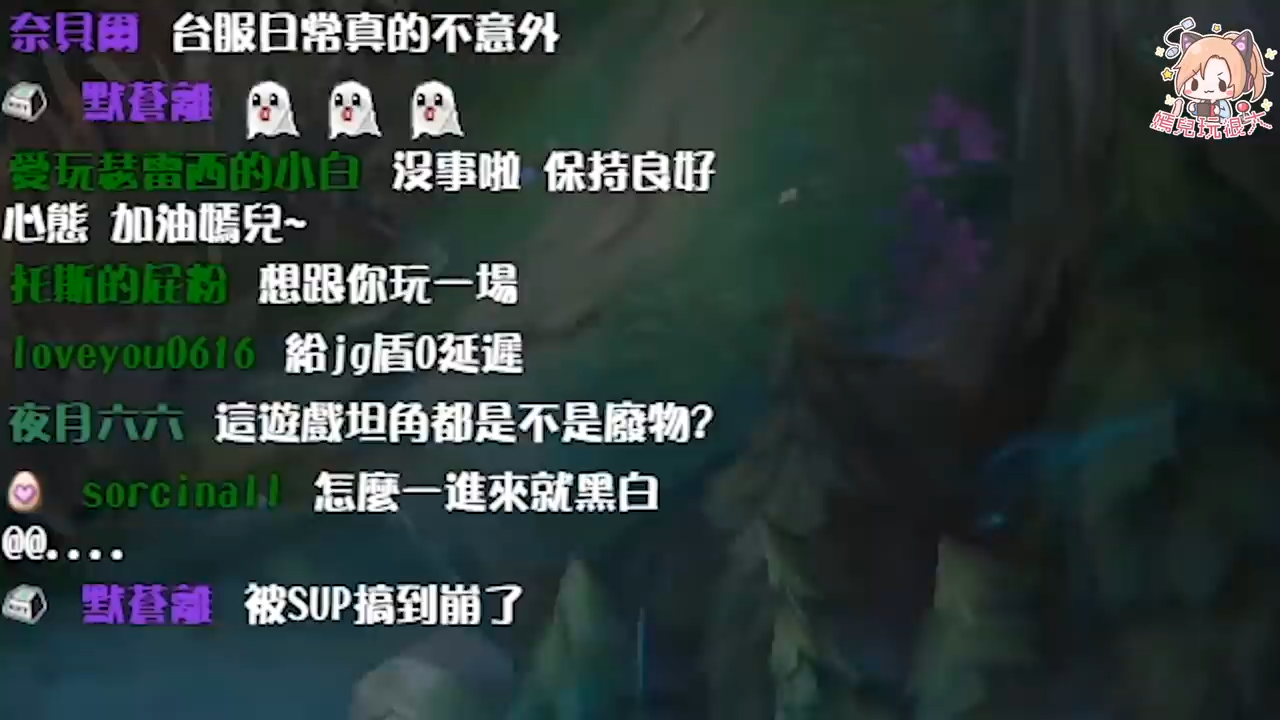 奈貝爾 台服日常真的不意外
默蒼離
愛玩瑟雷西的小白 沒事啦 保持良好
心態 加油嫣兒~
托斯的屁粉 想跟你玩一場
loveyou0616 給jg盾0延遲
夜月六六 這遊戲坦角都是不是廢物?
sorcinall 怎麼一進來就黑白
@@....
默蒼離 被SUP搞到崩了
嫣兒玩很大